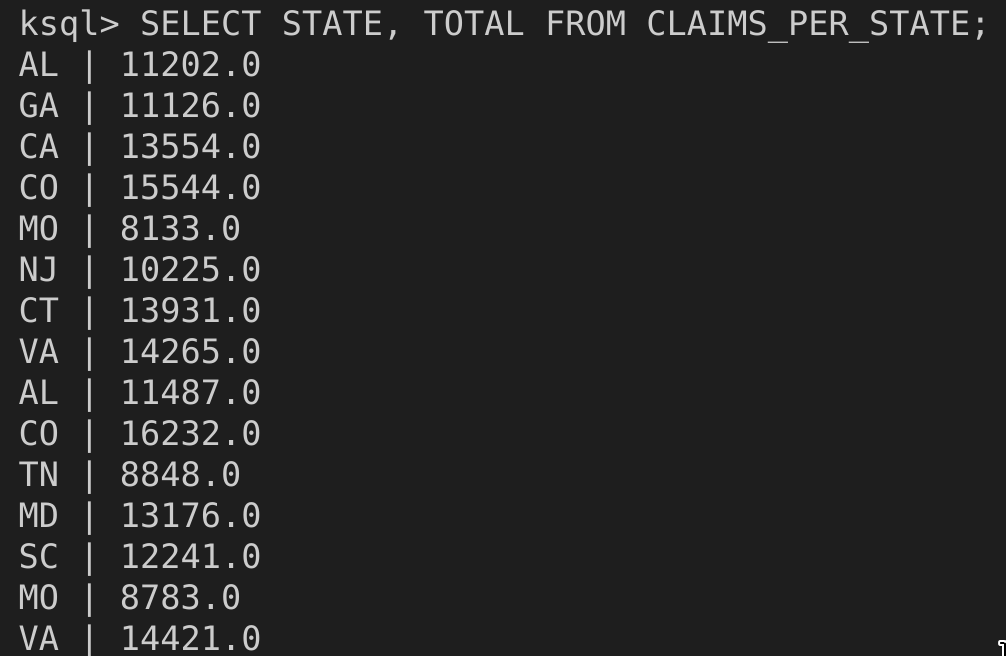 ksql> SELECT STATE, TOTAL FROM CLAIMS_PER_STATE;
AL | 11202.0
GA | 11126.0
CA | 13554.0
CO | 15544.0
MO | 8133.0
NJ | 10225.0
CT | 13931.0
VA | 14265.0
AL | 11487.0
CO | 16232.0
TN | 8848.0
MD | 13176.0
SC | 12241.0
MO | 8783.0
VA | 14421.0